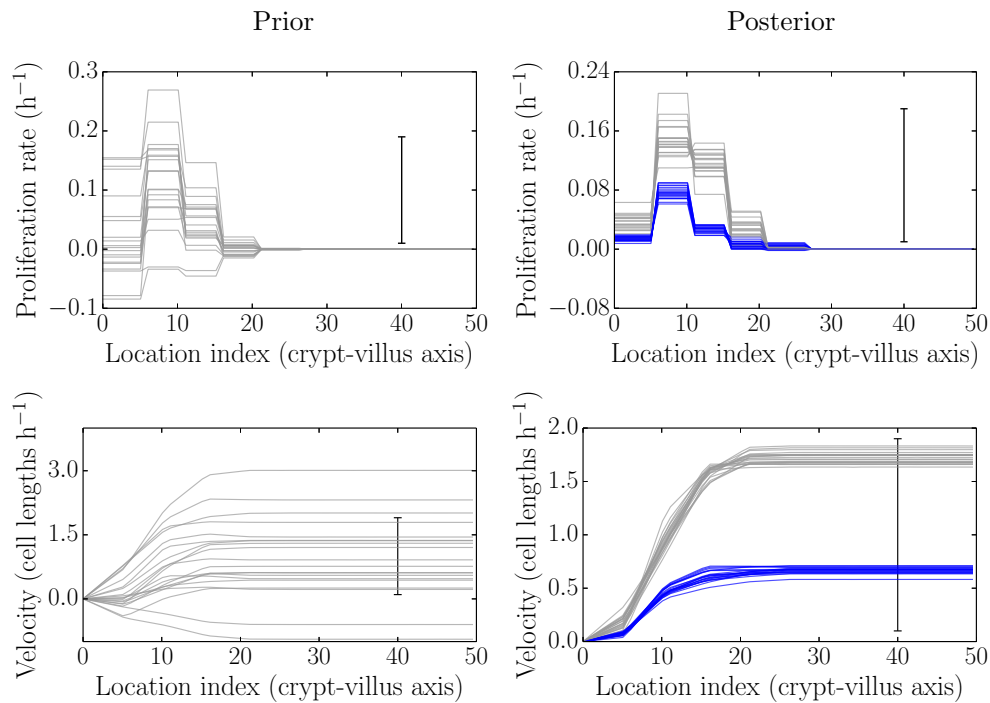 Prior
Posterior
Proliferation rate (h⁻¹)
0.3
0.2
0.1
0.0
−0.1
0 10 20 30 40 50
Location index (crypt-villus axis)
Proliferation rate (h⁻¹)
0.24
0.16
0.08
0.00
−0.08
0 10 20 30 40 50
Location index (crypt-villus axis)
Velocity (cell lengths h⁻¹)
3.0
1.5
0.0
0 10 20 30 40 50
Location index (crypt-villus axis)
Velocity (cell lengths h⁻¹)
2.0
1.5
1.0
0.5
0.0
0 10 20 30 40 50
Location index (crypt-villus axis)